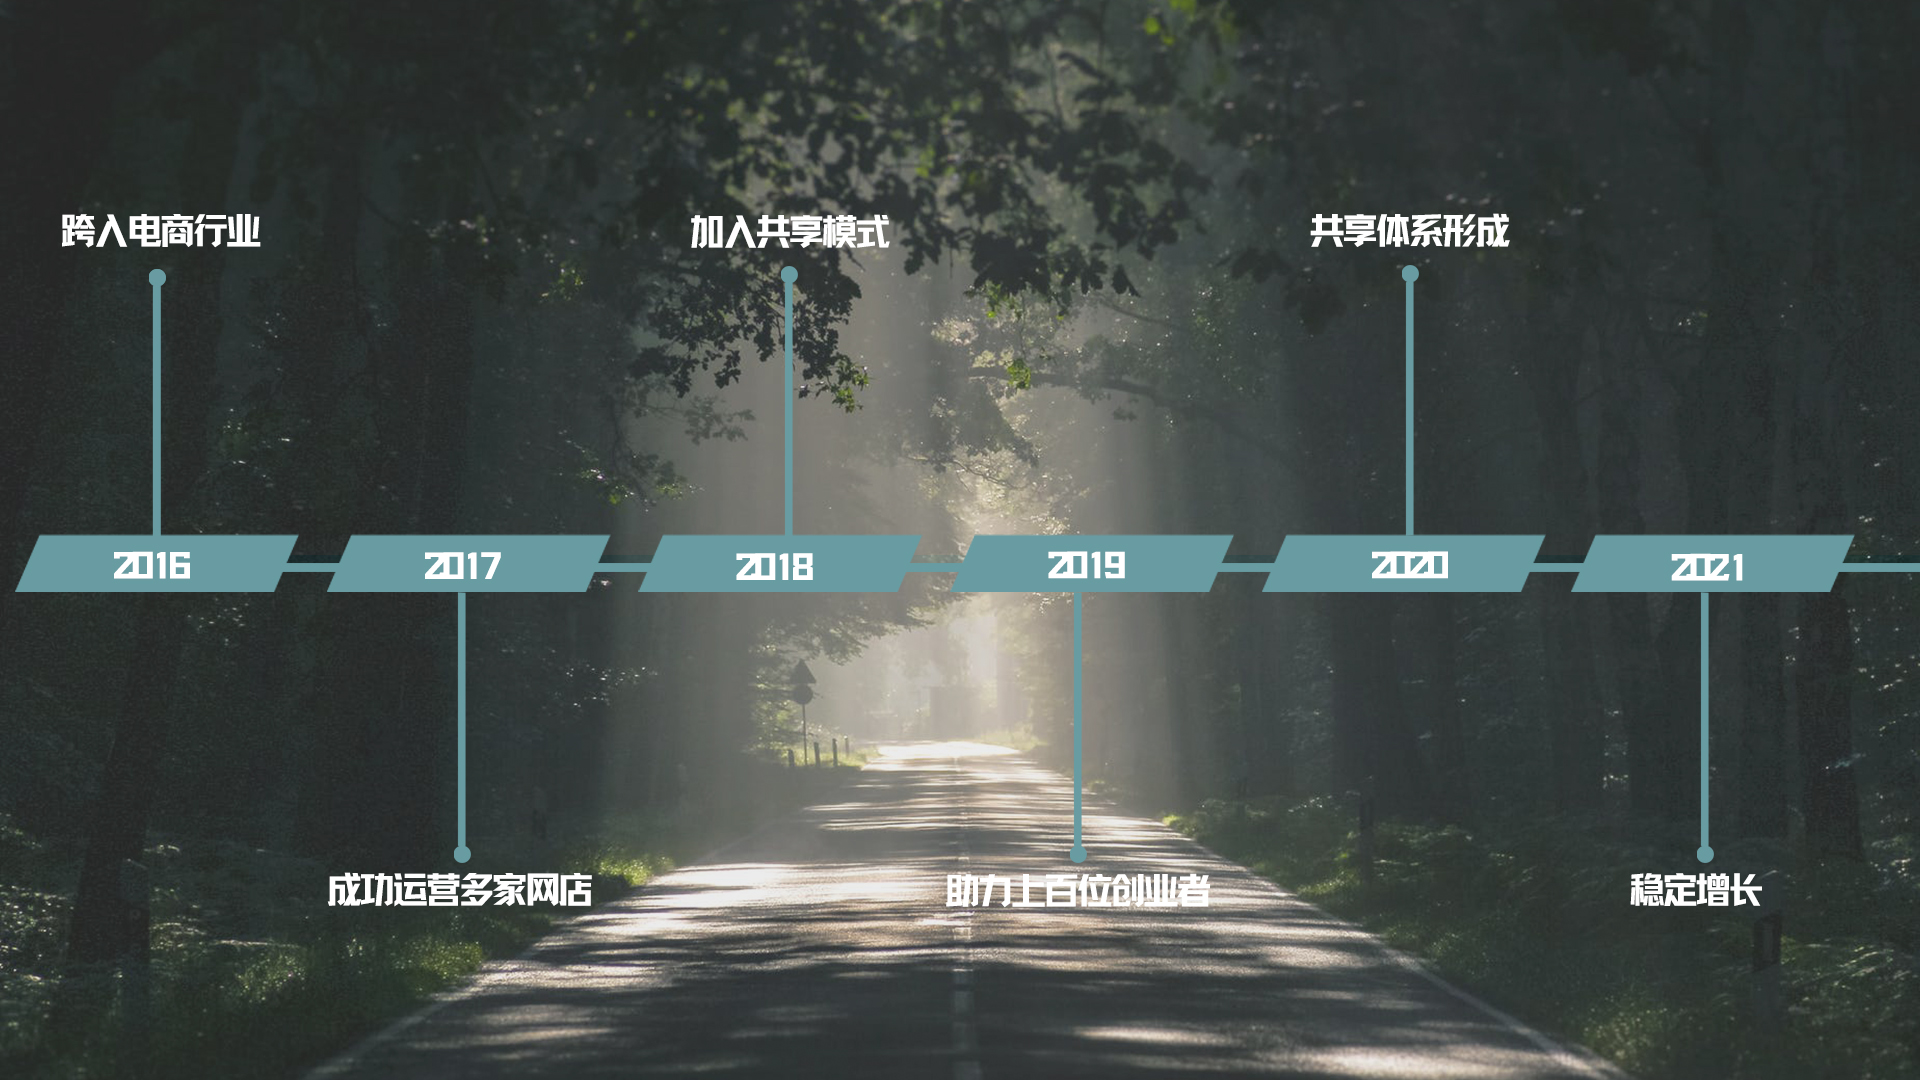 跨入电商行业
加入共享模式
共享体系形成
2016
2017
2018
2019
2020
2021
成功运营多家网店
助力上百位创业者
稳定增长